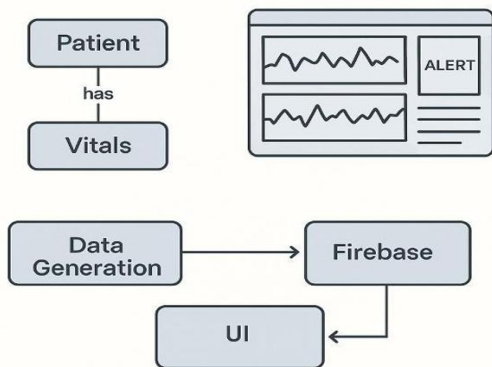 Patient
has
Vitals
ALERT
Data
Generation
Firebase
UI